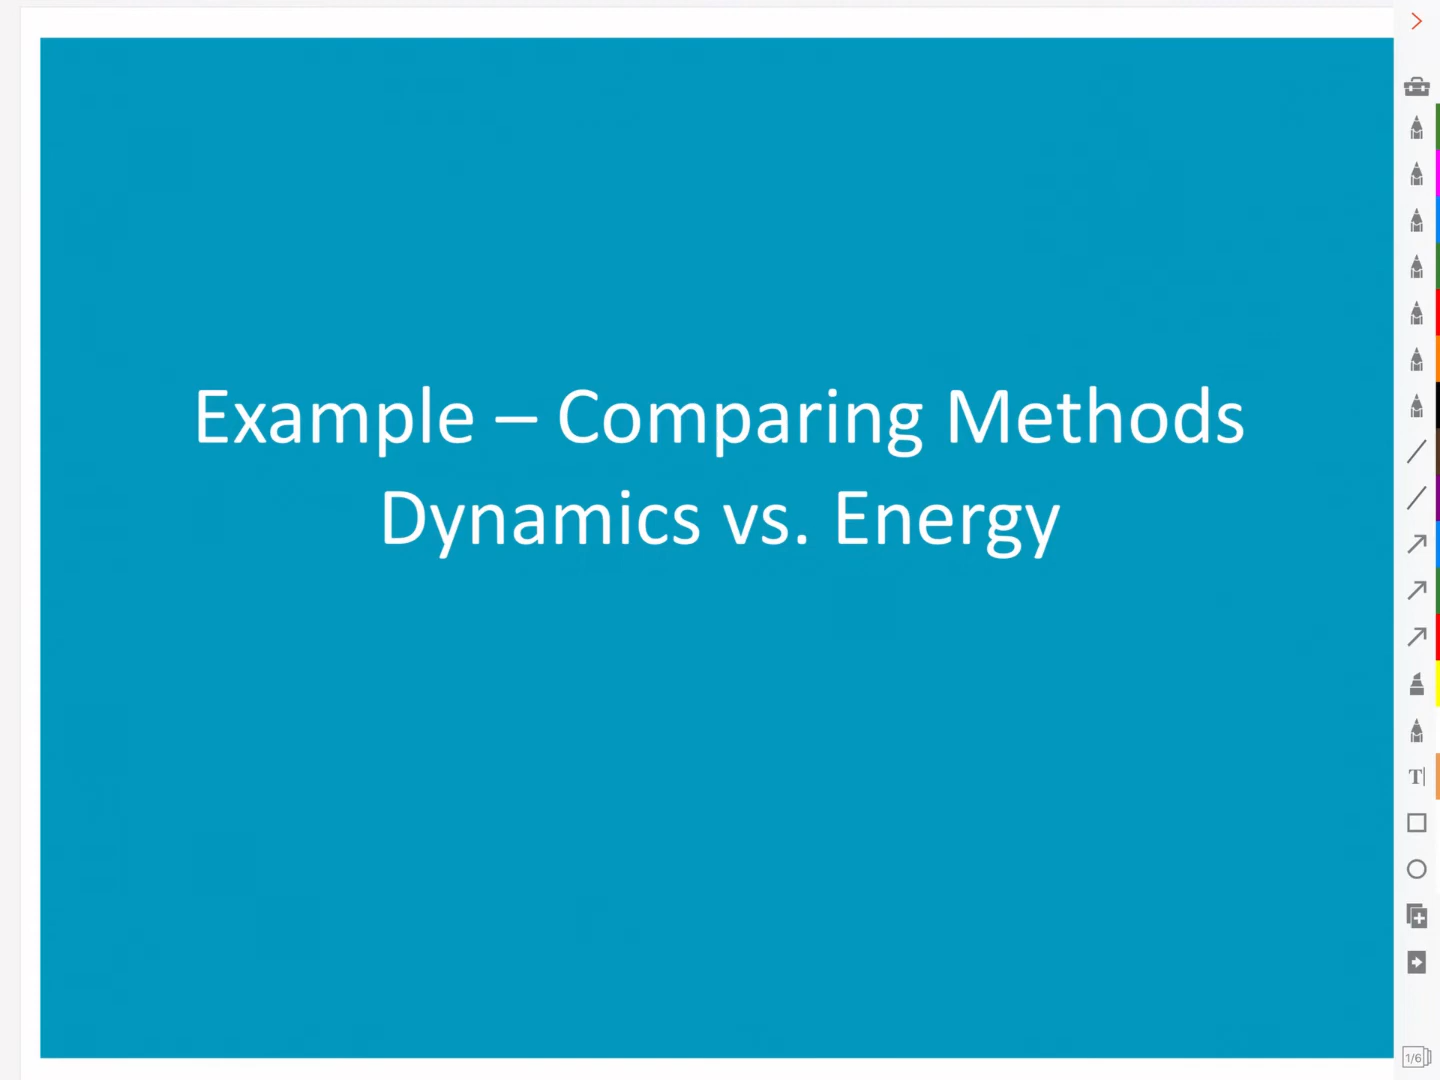 Example – Comparing Methods
Dynamics vs. Energy
T
1/6